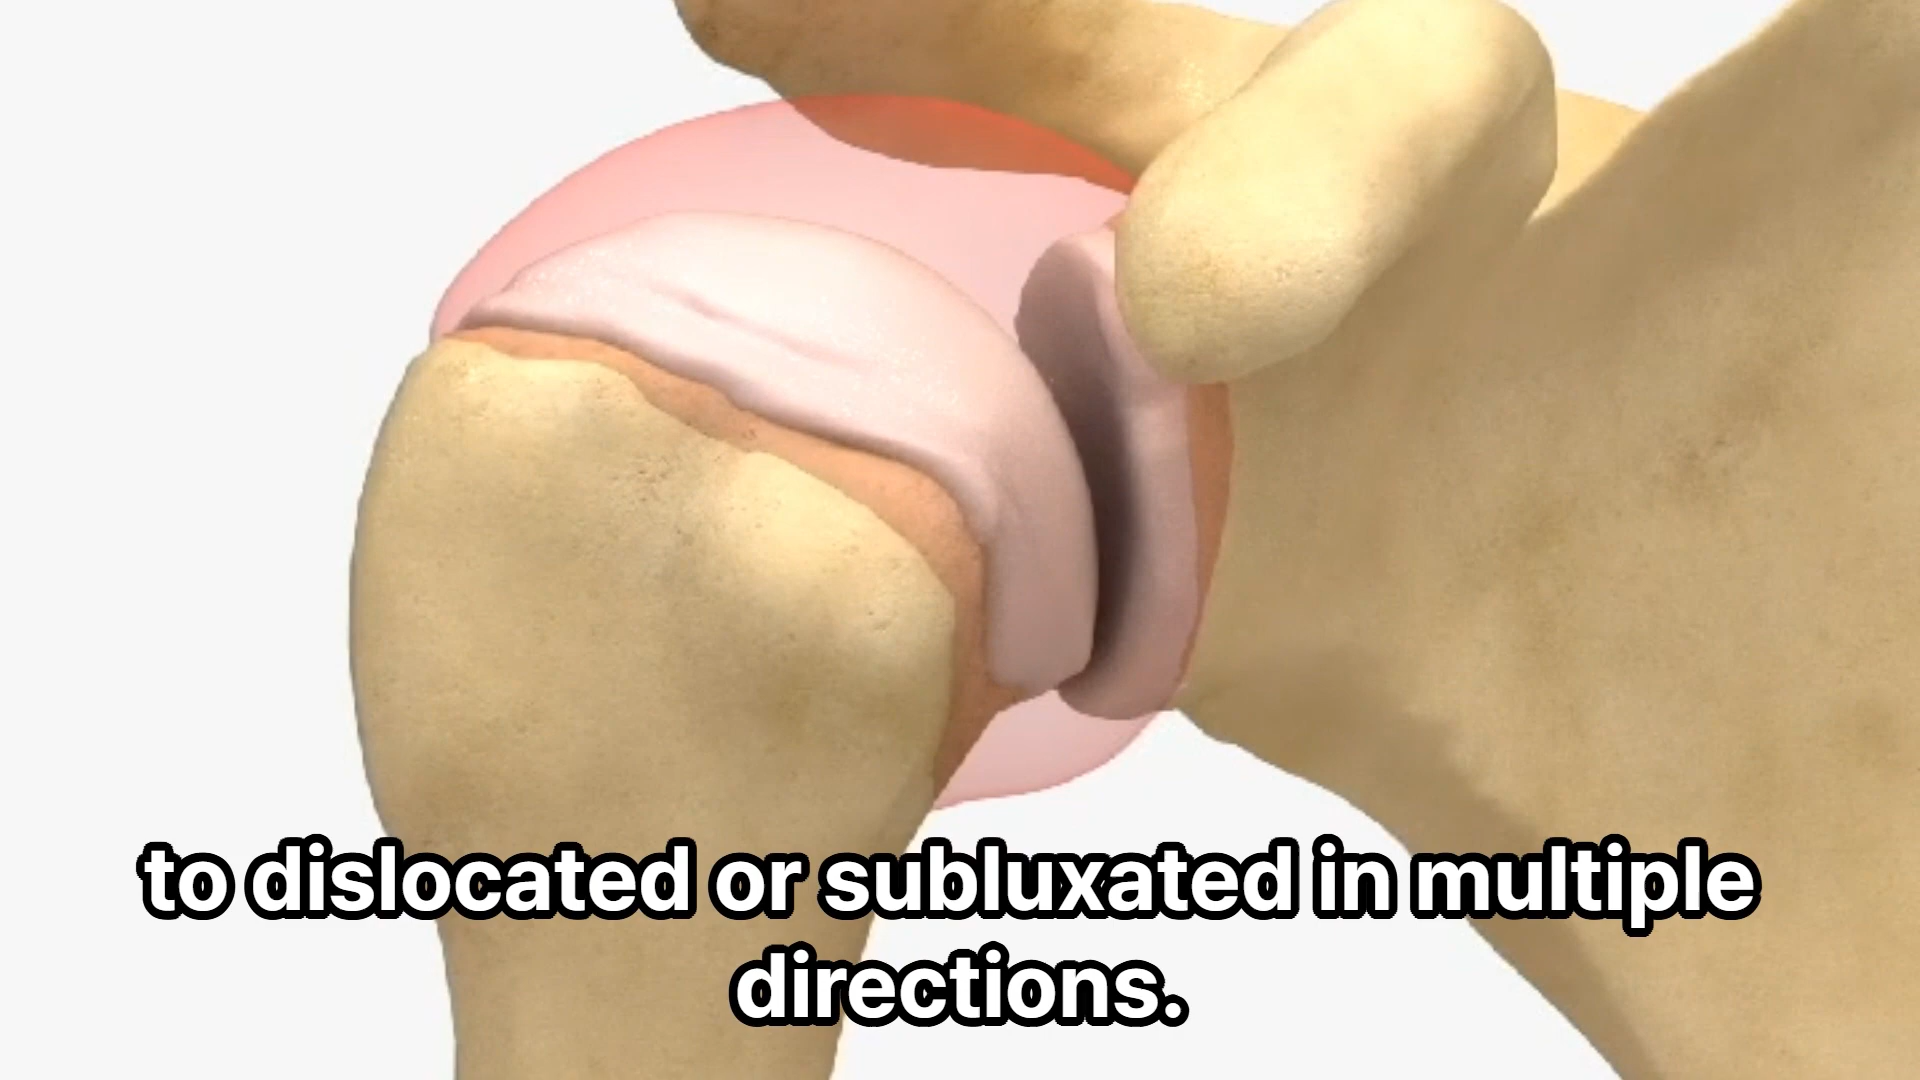 to dislocated or subluxated in multiple
directions.